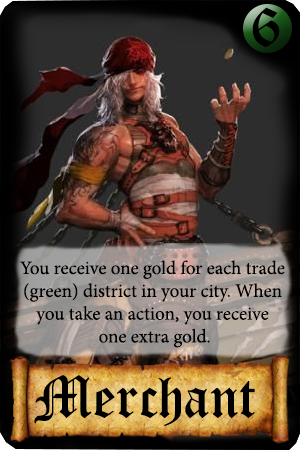 6
You receive one gold for each trade
(green) district in your city. When
you take an action, you receive
one extra gold.
Merchant